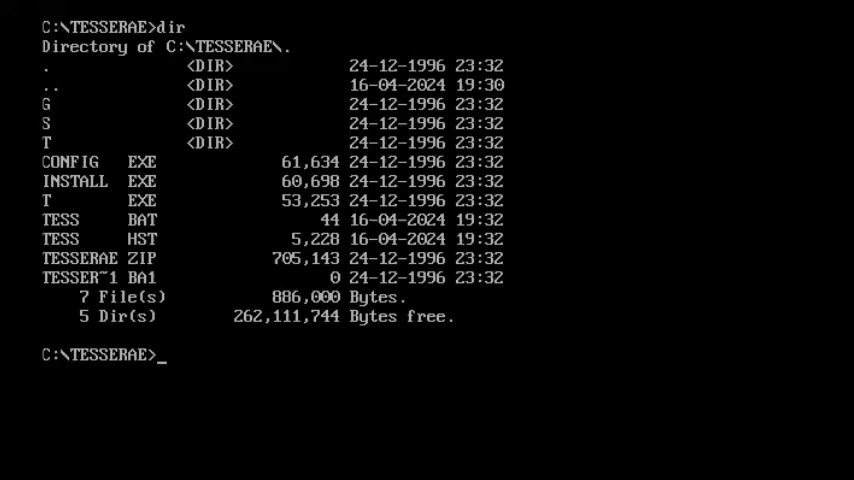 C:\TESSERAE>dir
Directory of C:\TESSERAE\.
.              <DIR>            24-12-1996 23:32
..             <DIR>            16-04-2024 19:30
G              <DIR>            24-12-1996 23:32
S              <DIR>            24-12-1996 23:32
T              <DIR>            24-12-1996 23:32
CONFIG   EXE             61,634 24-12-1996 23:32
INSTALL  EXE             60,698 24-12-1996 23:32
T        EXE             53,253 24-12-1996 23:32
TESS     BAT                 44 16-04-2024 19:32
TESS     HST              5,228 16-04-2024 19:32
TESSERAE ZIP            705,143 24-12-1996 23:32
TESSER~1 BA1                  0 24-12-1996 23:32
    7 File(s)           886,000 Bytes.
    5 Dir(s)        262,111,744 Bytes free.
C:\TESSERAE>_